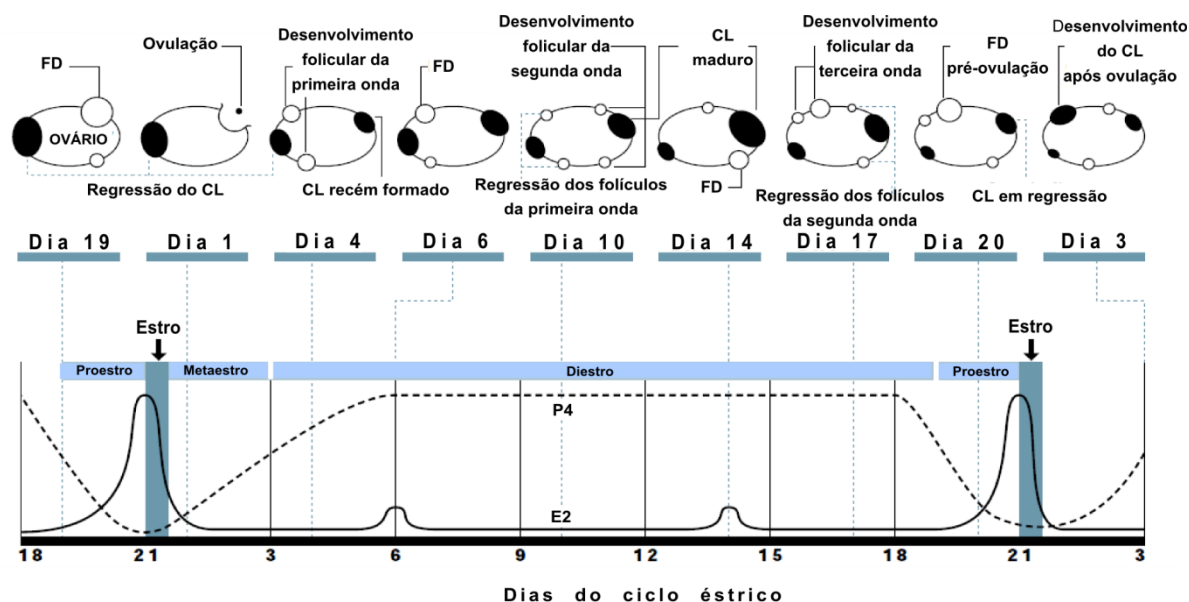 FD
Ovulação
Desenvolvimento
folicular da
primeira onda
FD
Desenvolvimento
folicular da
segunda onda
CL
maduro
Desenvolvimento
folicular da
terceira onda
FD
pré-ovulação
Desenvolvimento
do CL
após ovulação
OVÁRIO
Regressão do CL
CL recém formado
Regressão dos folículos
da primeira onda
FD
Regressão dos folículos
da segunda onda
CL em regressão
Dia 19
Dia 1
Dia 4
Dia 6
Dia 10
Dia 14
Dia 17
Dia 20
Dia 3
Estro
Estro
Proestro
Metaestro
Diestro
Proestro
P4
E2
18 21 3 6 9 12 15 18 21 3
Dias do ciclo éstrico